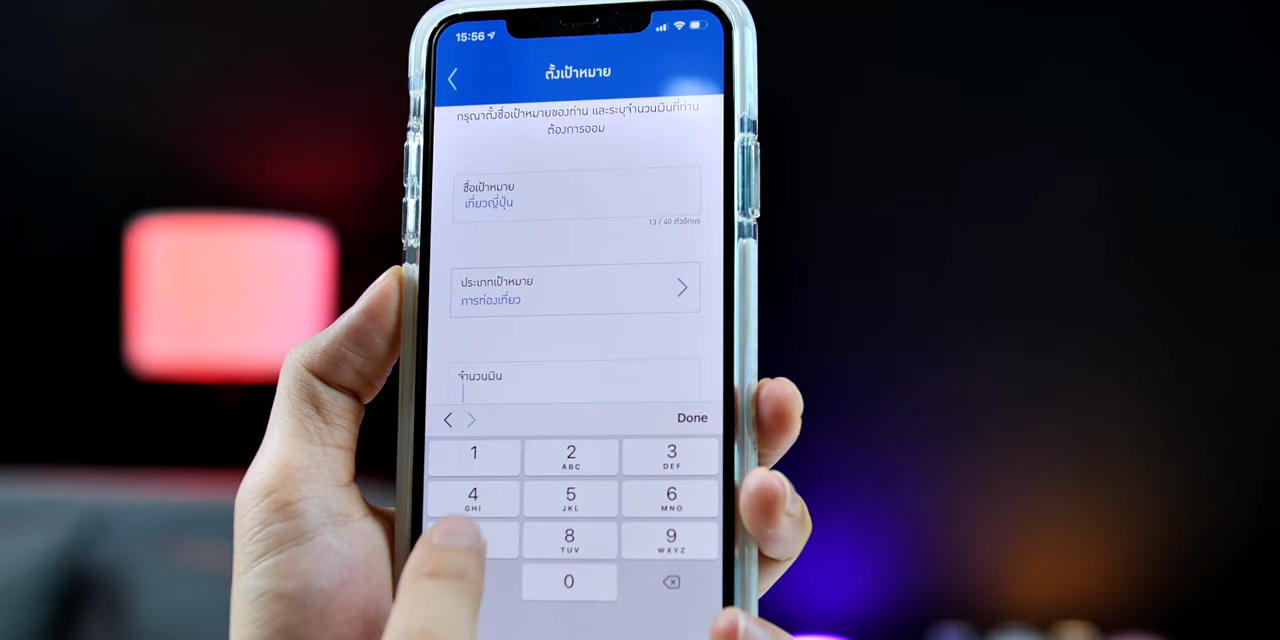 15:56
ตั้งเป้าหมาย
กรุณาตั้งชื่อเป้าหมายของท่าน และระบุจำนวนเงินที่ท่าน
ต้องการออม
ชื่อเป้าหมาย
เที่ยวญี่ปุ่น
13 / 40 ตัวอักษร
ประเภทเป้าหมาย
การท่องเที่ยว
จำนวนเงิน
Done
1
2
ABC
3
DEF
4
GHI
5
JKL
6
MNO
8
TUV
9
WXYZ
0